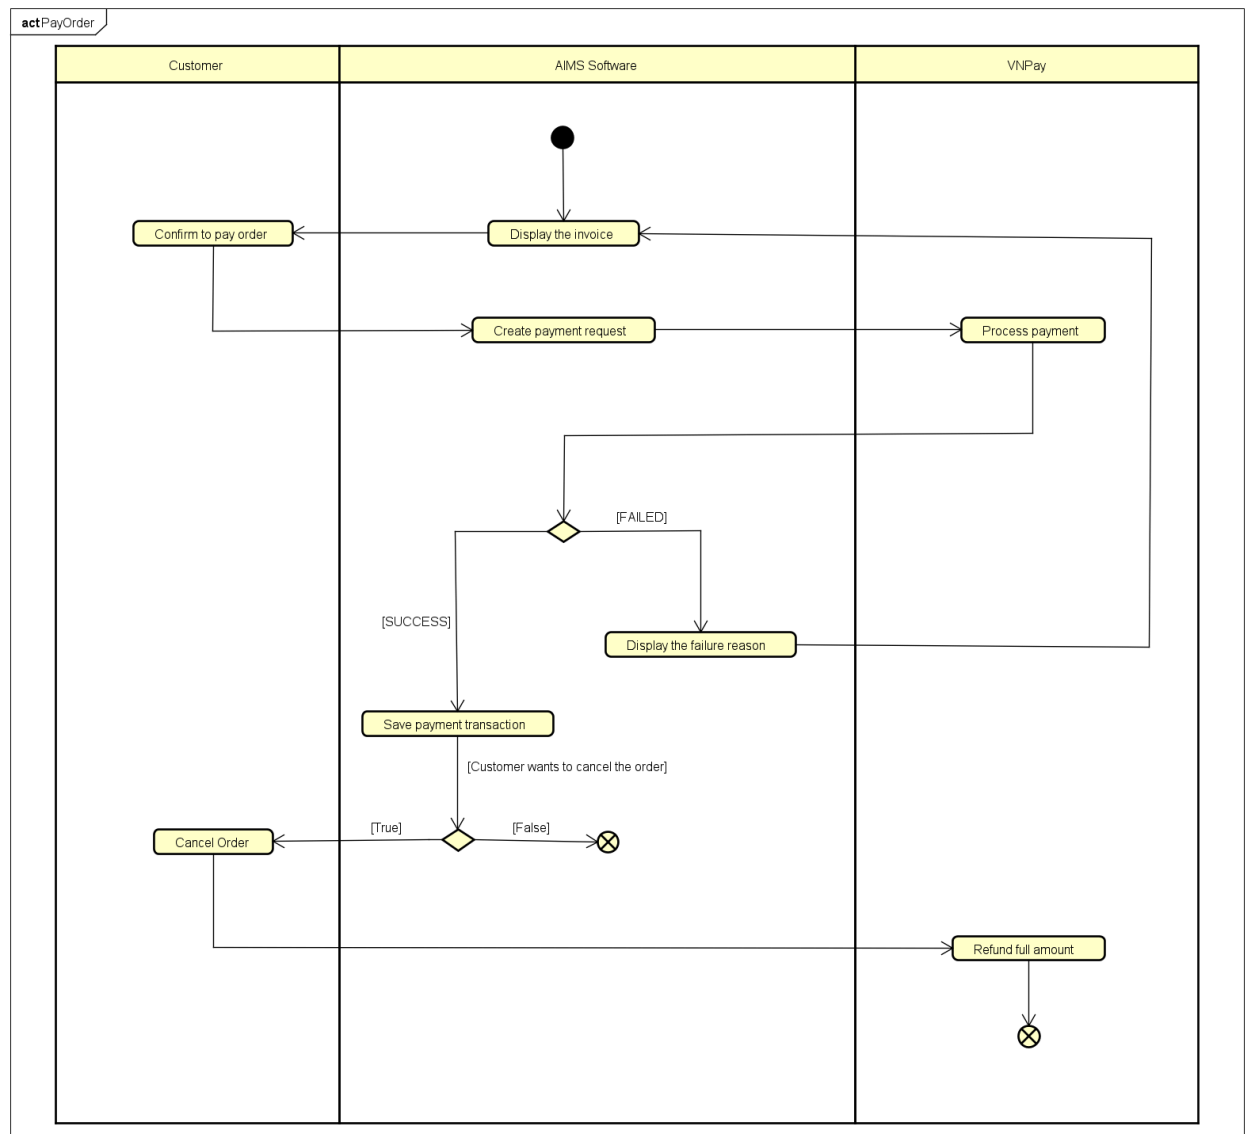 act PayOrder
Customer
AIMS Software
VNPay
Confirm to pay order
Display the invoice
Create payment request
Process payment
[FAILED]
[SUCCESS]
Display the failure reason
Save payment transaction
[Customer wants to cancel the order]
[True]
[False]
Cancel Order
Refund full amount